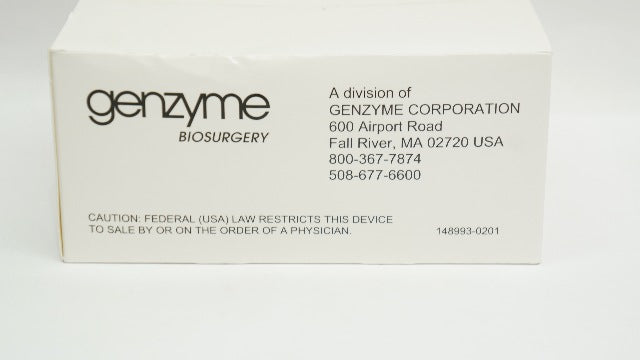 genzyme
BIOSURGERY
A division of
GENZYME CORPORATION
600 Airport Road
Fall River, MA 02720 USA
800-367-7874
508-677-6600
CAUTION: FEDERAL (USA) LAW RESTRICTS THIS DEVICE
TO SALE BY OR ON THE ORDER OF A PHYSICIAN.
148993-0201